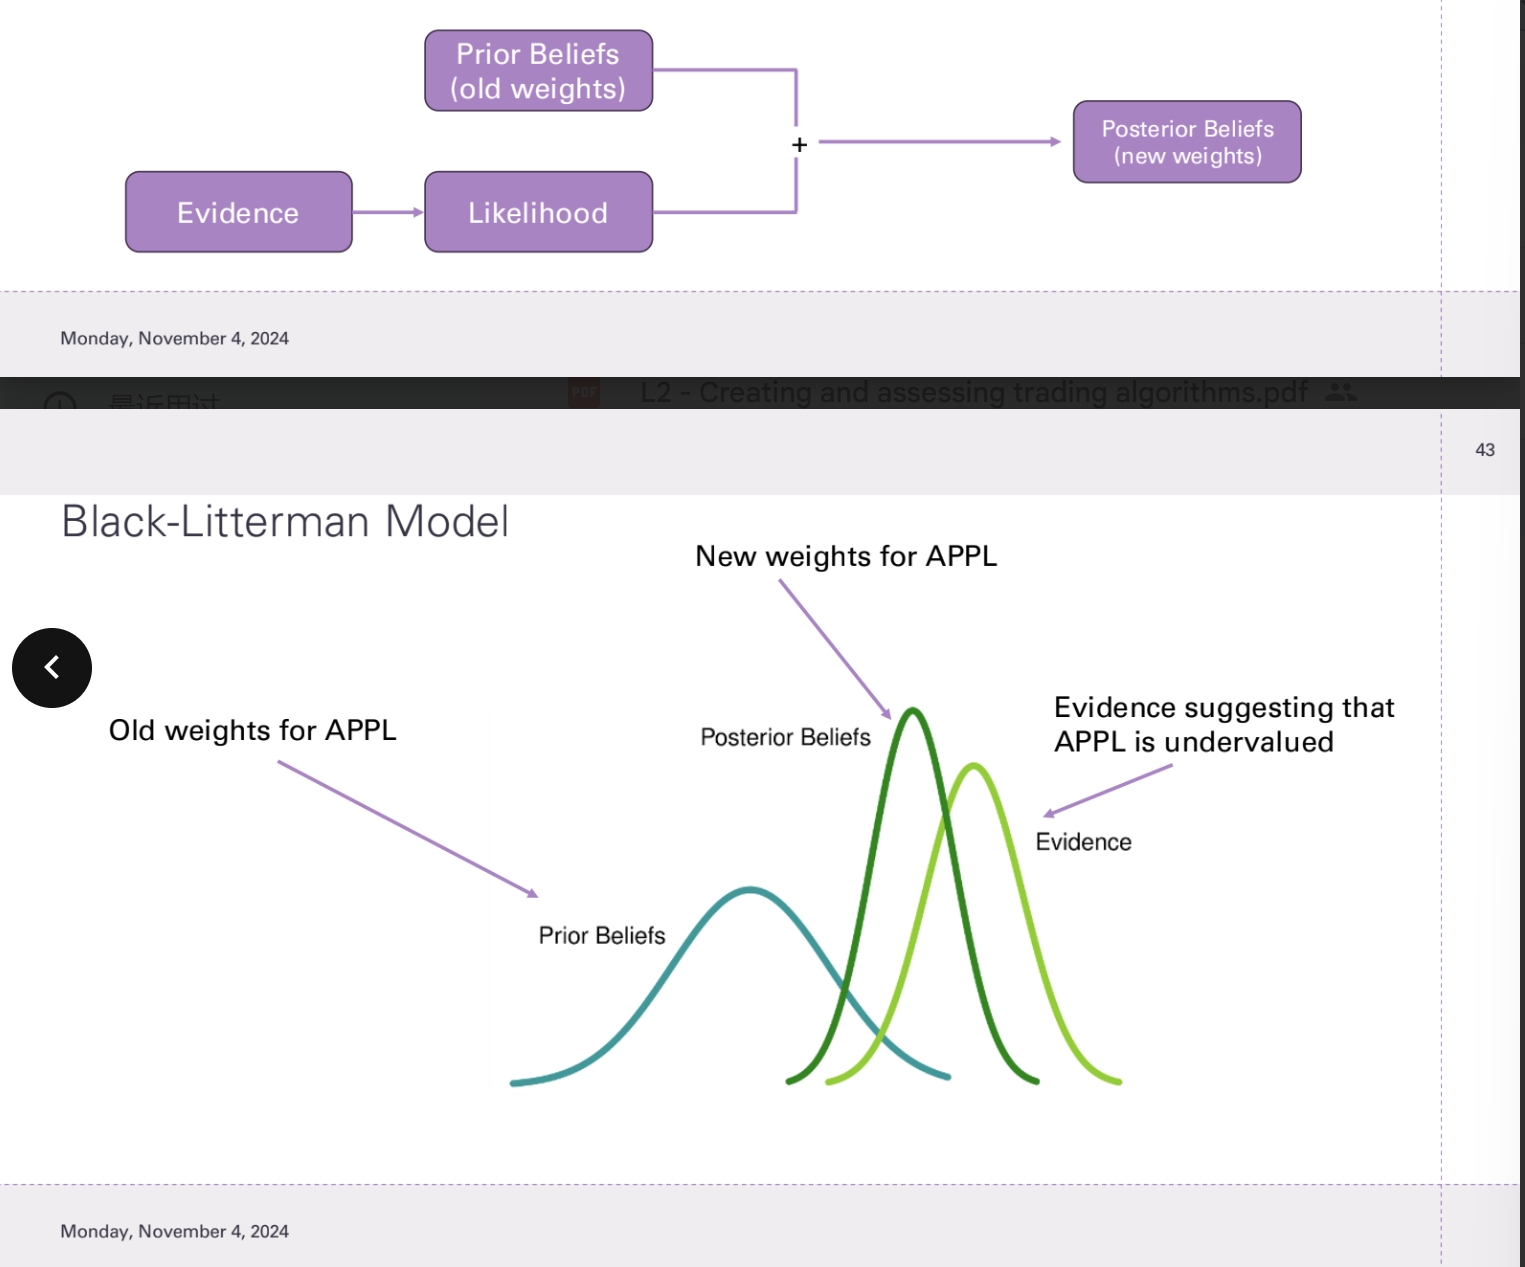 Prior Beliefs
(old weights)
+
Posterior Beliefs
(new weights)
Evidence
Likelihood
Monday, November 4, 2024
最近用过
PDF
L2 - Creating and assessing trading algorithms.pdf
43
Black-Litterman Model
New weights for APPL
Old weights for APPL
Posterior Beliefs
Evidence suggesting that
APPL is undervalued
Evidence
Prior Beliefs
Monday, November 4, 2024